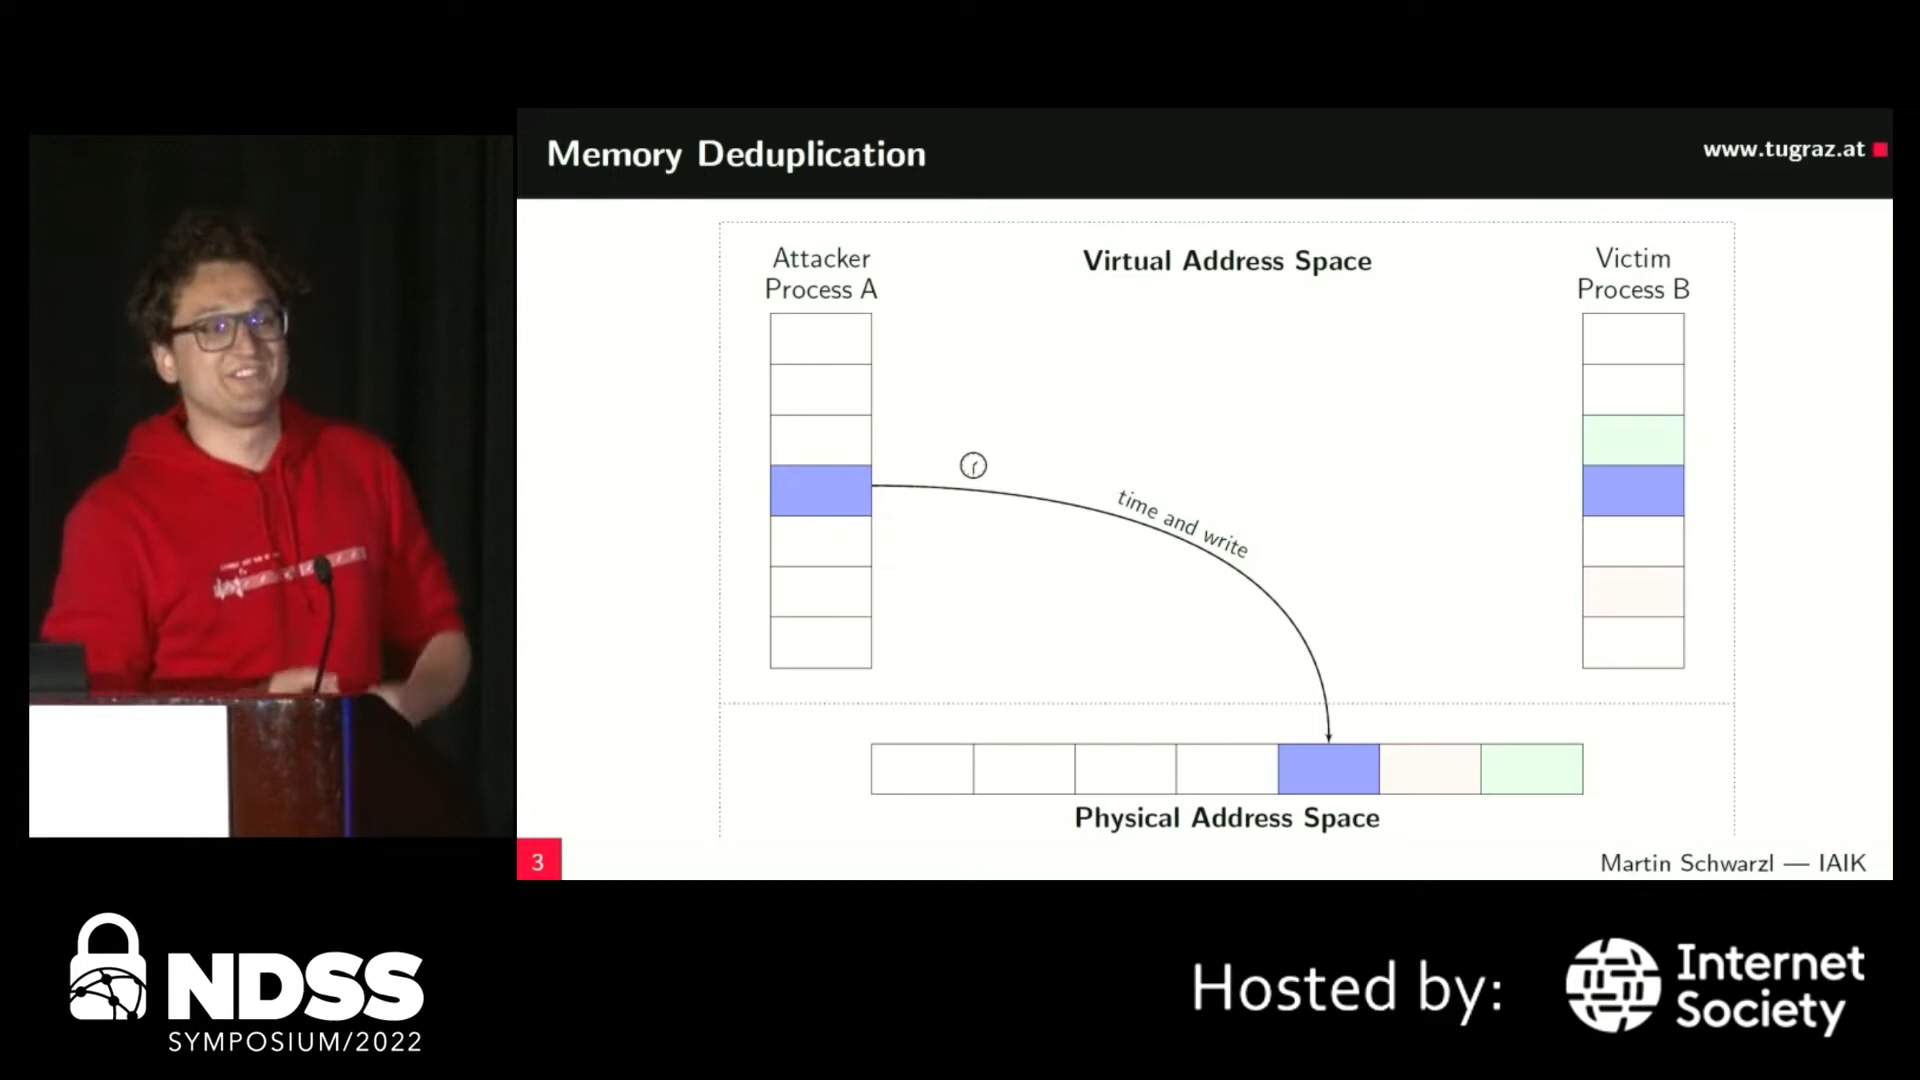 Memory Deduplication
www.tugraz.at
Attacker
Process A
Virtual Address Space
Victim
Process B
time and write
Physical Address Space
3
Martin Schwarzl — IAIK
NDSS
SYMPOSIUM/2022
Hosted by:
Internet
Society